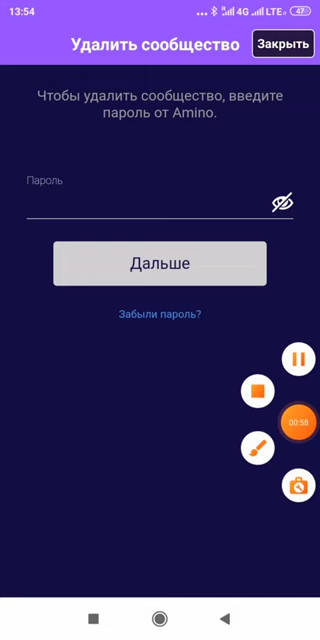 13:54
4G
LTE
47
Удалить сообщество
Закрыть
Чтобы удалить сообщество, введите
пароль от Amino.
Пароль
Дальше
Забыли пароль?
00:58